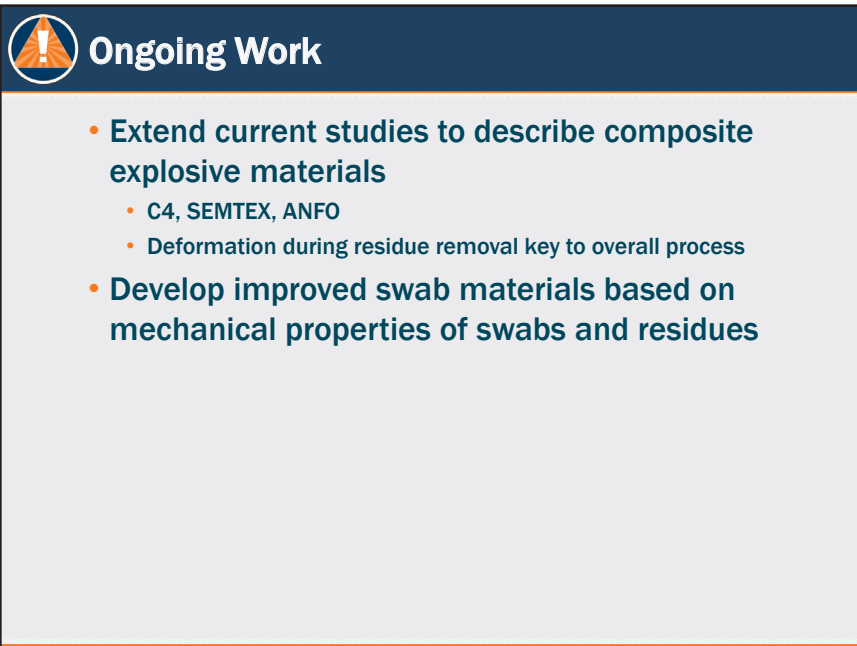 Ongoing Work
• Extend current studies to describe composite
explosive materials
• C4, SEMTEX, ANFO
• Deformation during residue removal key to overall process
• Develop improved swab materials based on
mechanical properties of swabs and residues